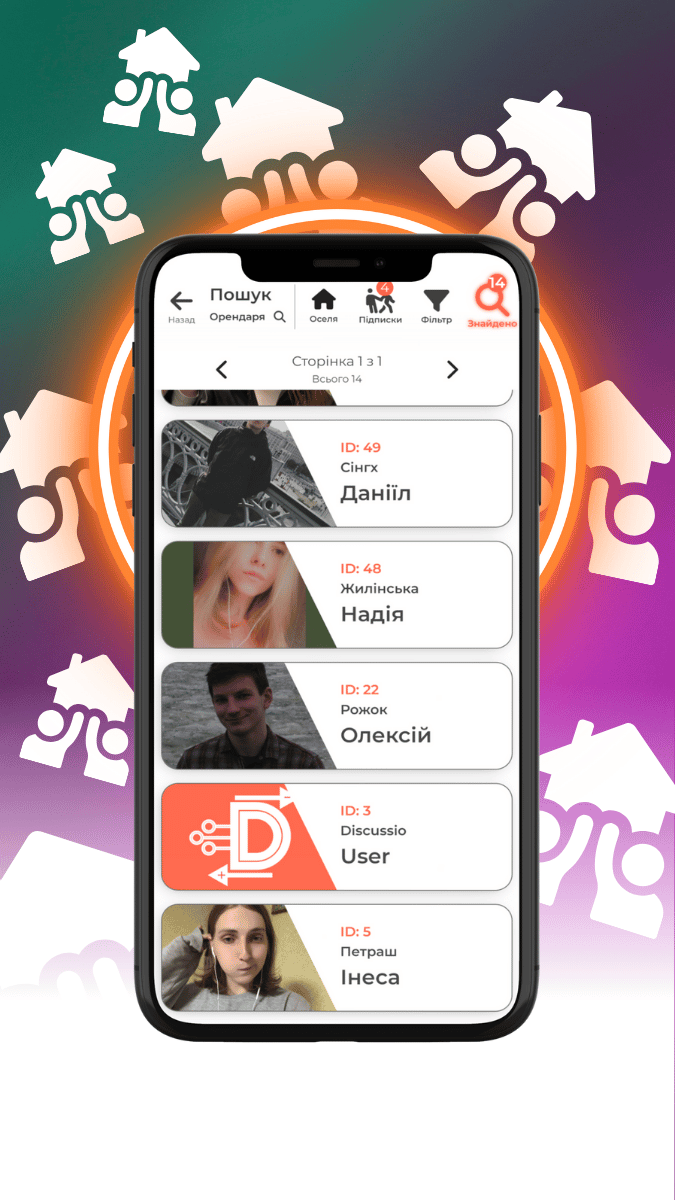 Пошук
Орендаря
Назад
Оселя
4
Підписки
Фільтр
14
Знайдено
Сторінка 1 з 1
Всього 14
ID: 49
Сінгх
Даніїл
ID: 48
Жилінська
Надія
ID: 22
Рожок
Олексій
D
ID: 3
Discussio
User
ID: 5
Петраш
Інеса